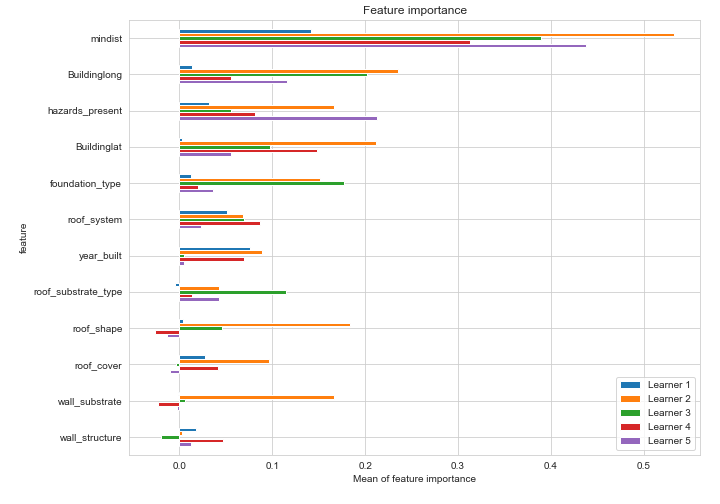 Feature importance
feature
mindist
Buildinglong
hazards_present
Buildinglat
foundation_type
roof_system
year_built
roof_substrate_type
roof_shape
roof_cover
wall_substrate
wall_structure
Learner 1
Learner 2
Learner 3
Learner 4
Learner 5
0.0 0.1 0.2 0.3 0.4 0.5
Mean of feature importance